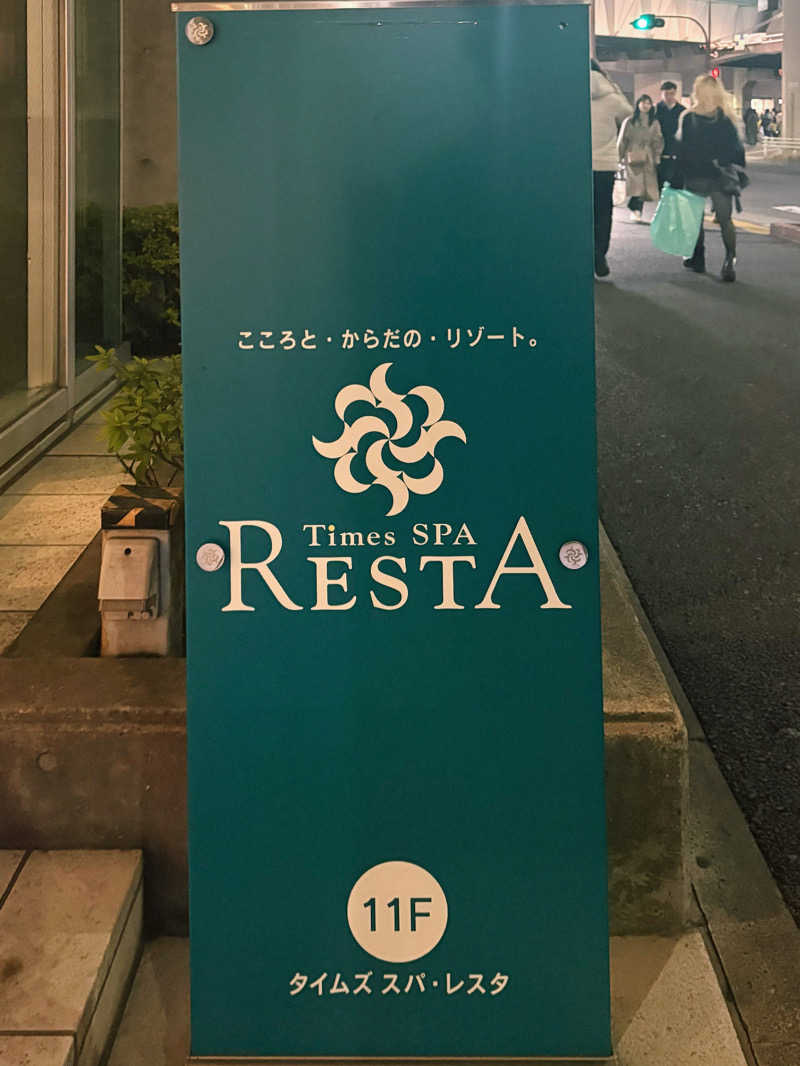 こころと・からだの・リゾート。
Times SPA
RESTA
11F
タイムズ スパ・レスタ